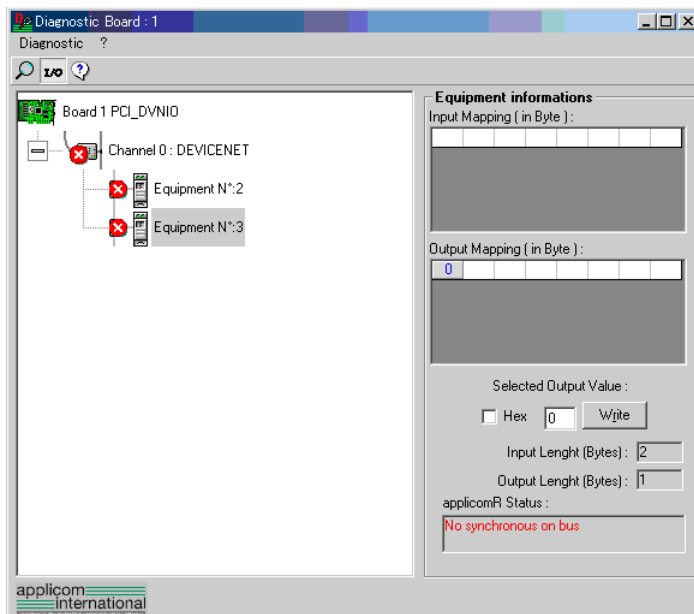 Diagnostic Board : 1
Diagnostic ?
I/O
Board 1 PCI_DVNIO
Channel 0 : DEVICENET
Equipment N°:2
Equipment N°:3
Equipment informations
Input Mapping ( in Byte ) :
Output Mapping ( in Byte ) :
0
Selected Output Value :
Hex 0 Write
Input Lenght (Bytes) : 2
Output Lenght (Bytes) : 1
applicomR Status :
No synchronous on bus
applicom
international